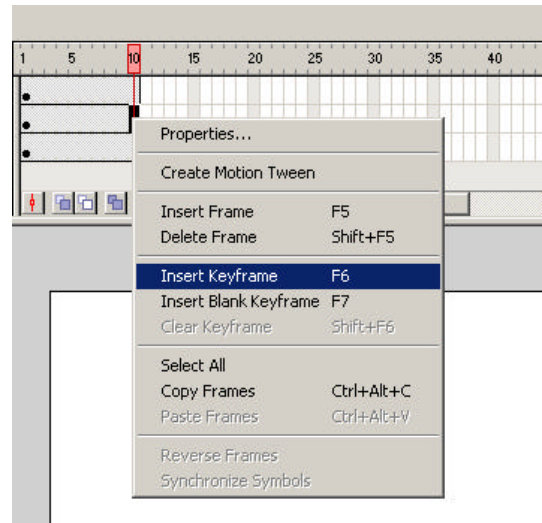 1 5 10 15 20 25 30 35 40
Properties...
Create Motion Tween
Insert Frame F5
Delete Frame Shift+F5
Insert Keyframe F6
Insert Blank Keyframe F7
Clear Keyframe Shift+F6
Select All
Copy Frames Ctrl+Alt+C
Paste Frames Ctrl+Alt+V
Reverse Frames
Synchronize Symbols